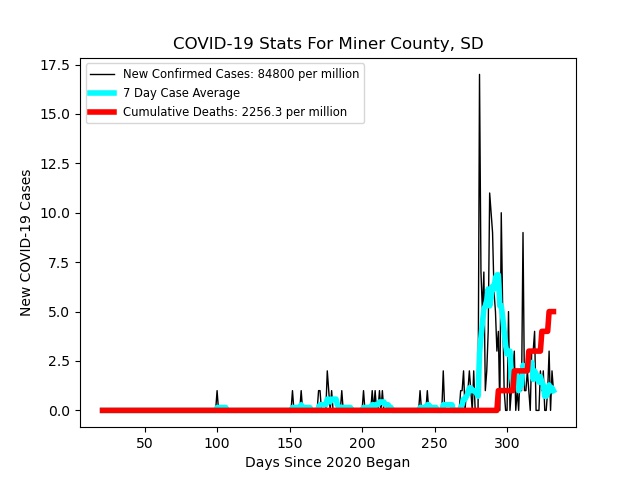 COVID-19 Stats For Miner County, SD
17.5
15.0
12.5
10.0
7.5
5.0
2.5
0.0
New COVID-19 Cases
New Confirmed Cases: 84800 per million
7 Day Case Average
Cumulative Deaths: 2256.3 per million
50 100 150 200 250 300
Days Since 2020 Began